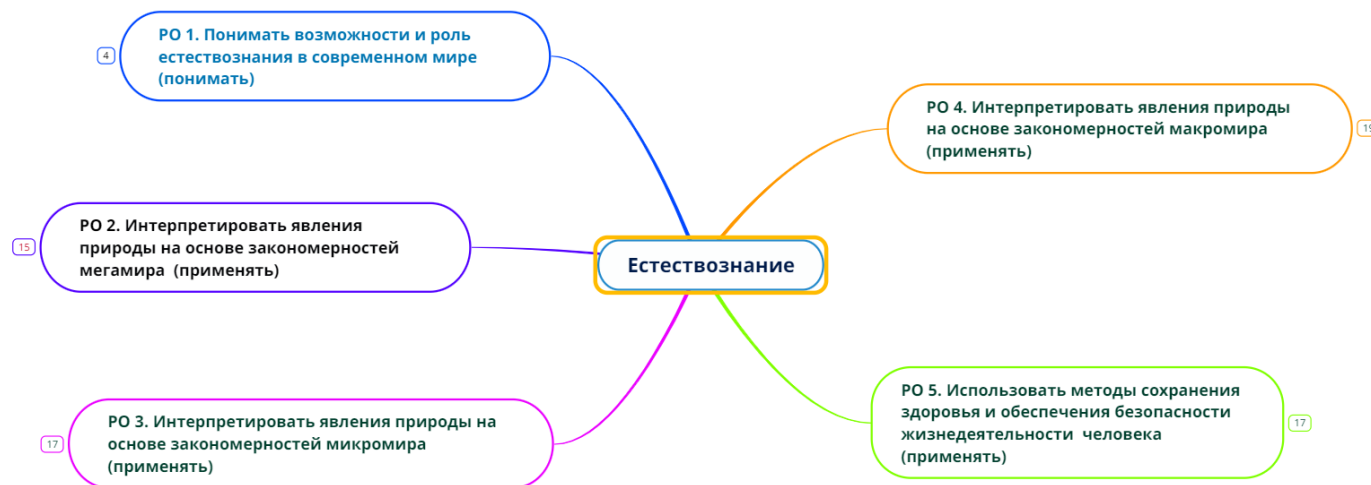 РО 1. Понимать возможности и роль
естествознания в современном мире
(понимать)
4
РО 4. Интерпретировать явления природы
на основе закономерностей макромира
(применять)
19
РО 2. Интерпретировать явления
природы на основе закономерностей
мегамира (применять)
15
Естествознание
РО 3. Интерпретировать явления природы на
основе закономерностей микромира
(применять)
17
РО 5. Использовать методы сохранения
здоровья и обеспечения безопасности
жизнедеятельности человека
(применять)
17